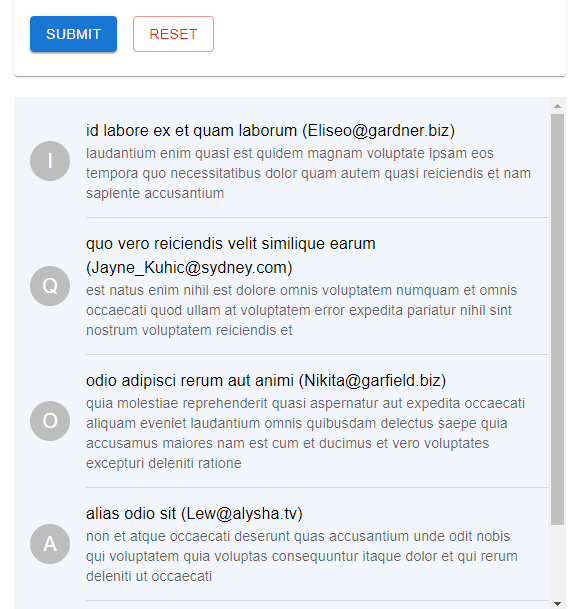 SUBMIT RESET
id labore ex et quam laborum (Eliseo@gardner.biz)
I
laudantium enim quasi est quidem magnam voluptate ipsam eos
tempora quo necessitatibus dolor quam autem quasi reiciendis et nam
sapiente accusantium
quo vero reiciendis velit similique earum
(Jayne_Kuhic@sydney.com)
Q
est natus enim nihil est dolore omnis voluptatem numquam et omnis
occaecati quod ullam at voluptatem error expedita pariatur nihil sint
nostrum voluptatem reiciendis et
odio adipisci rerum aut animi (Nikita@garfield.biz)
O
quia molestiae reprehenderit quasi aspernatur aut expedita occaecati
aliquam eveniet laudantium omnis quibusdam delectus saepe quia
accusamus maiores nam est cum et ducimus et vero voluptates
excepturi deleniti ratione
alias odio sit (Lew@alysha.tv)
A
non et atque occaecati deserunt quas accusantium unde odit nobis
qui voluptatem quia voluptas consequuntur itaque dolor et qui rerum
deleniti ut occaecati